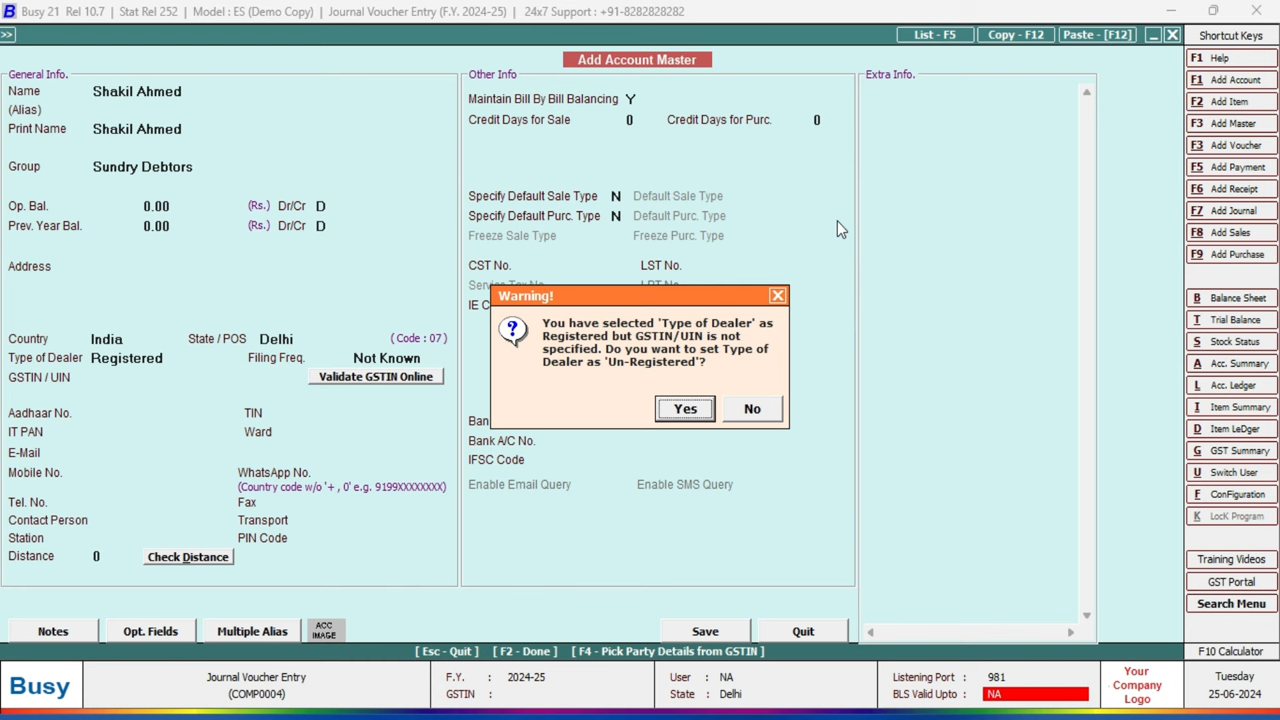 Busy 21 Rel 10.7 | Stat Rel 252 | Model : ES (Demo Copy) | Journal Voucher Entry (F.Y. 2024-25) | 24x7 Support : +91-8282828282
>> List - F5 Copy - F12 Paste - [F12] Shortcut Keys
Add Account Master
General Info.
Name Shakil Ahmed
(Alias)
Print Name Shakil Ahmed
Group Sundry Debtors
Op. Bal. 0.00 (Rs.) Dr/Cr D
Prev. Year Bal. 0.00 (Rs.) Dr/Cr D
Address
Country India State / POS Delhi (Code : 07)
Type of Dealer Registered Filing Freq. Not Known
GSTIN / UIN Validate GSTIN Online
Aadhaar No. TIN
IT PAN Ward
E-Mail
Mobile No. WhatsApp No.
(Country code w/o '+ , 0' e.g. 9199XXXXXXXX)
Tel. No. Fax
Contact Person Transport
Station PIN Code
Distance 0 Check Distance
Other Info
Maintain Bill By Bill Balancing Y
Credit Days for Sale 0 Credit Days for Purc. 0
Specify Default Sale Type N Default Sale Type
Specify Default Purc. Type N Default Purc. Type
Freeze Sale Type Freeze Purc. Type
CST No. LST No.
IE C
Warning!
You have selected 'Type of Dealer' as
Registered but GSTIN/UIN is not
specified. Do you want to set Type of
Dealer as 'Un-Registered'?
Yes No
Ban
Bank A/C No.
IFSC Code
Enable Email Query Enable SMS Query
Extra Info.
Notes Opt. Fields Multiple Alias ACC IMAGE Save Quit
[ Esc - Quit ] [ F2 - Done ] [ F4 - Pick Party Details from GSTIN ]
F1 Help
F1 Add Account
F2 Add Item
F3 Add Master
F3 Add Voucher
F5 Add Payment
F6 Add Receipt
F7 Add Journal
F8 Add Sales
F9 Add Purchase
B Balance Sheet
T Trial Balance
S Stock Status
A Acc. Summary
L Acc. Ledger
I Item Summary
D Item LeDger
G GST Summary
U Switch User
F ConFiguration
K LocK Program
Training Videos
GST Portal
Search Menu
F10 Calculator
Busy
Journal Voucher Entry
(COMP0004)
F.Y. : 2024-25
GSTIN :
User : NA
State : Delhi
Listening Port : 981
BLS Valid Upto : NA
Your
Company
Logo
Tuesday
25-06-2024